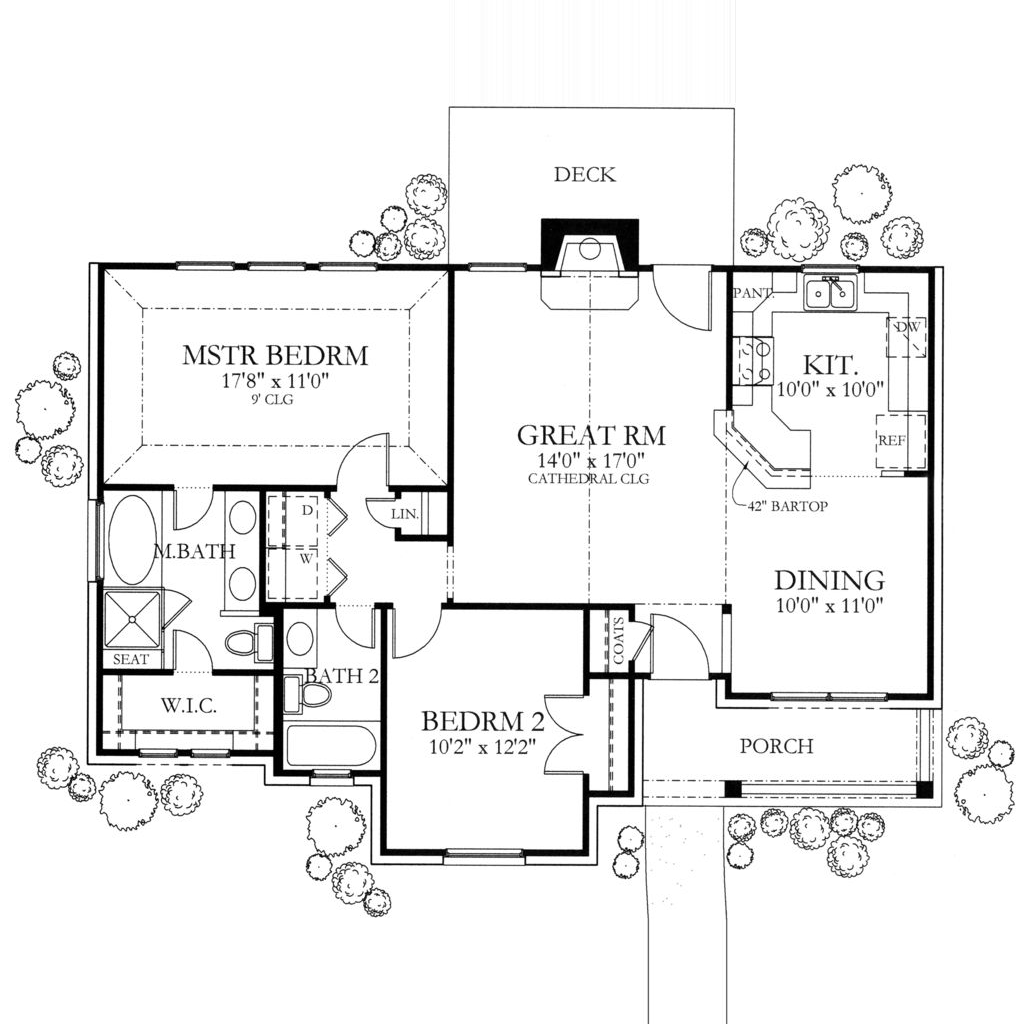 DECK
PANT.
DW
MSTR BEDRM
17'8" x 11'0"
9' CLG
KIT.
10'0" x 10'0"
GREAT RM
14'0" x 17'0"
CATHEDRAL CLG
REF
42" BARTOP
D
LIN.
M.BATH
W
DINING
10'0" x 11'0"
COATS
SEAT
BATH 2
W.I.C.
BEDRM 2
10'2" x 12'2"
PORCH